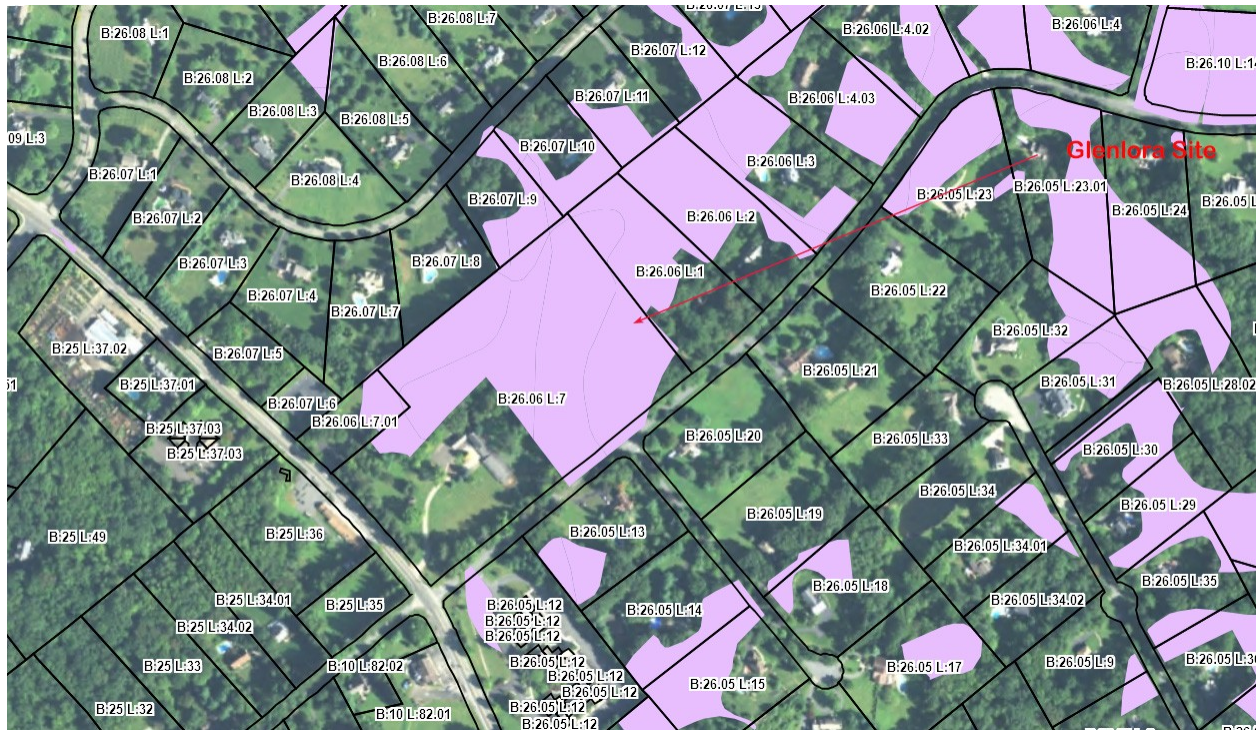 B:26.08 L:7
B:26.07 L:13
B:26.06 L:4.02
B:26.06 L:4
B:26.08 L:1
B:26.08 L:6
B:26.07 L:12
B:26.10 L:14
B:26.08 L:2
B:26.07 L:11
B:26.06 L:4.03
B:26.08 L:3
B:26.08 L:5
09 L:3
B:26.07 L:10
Glenlora Site
B:26.07 L:1
B:26.08 L:4
B:26.06 L:3
B:26.05 L:23
B:26.05 L:23.01
B:26.07 L:9
B:26.05 L
B:26.05 L:24
B:26.07 L:2
B:26.06 L:2
B:26.07 L:3
B:26.07 L:8
B:26.06 L:1
B:26.07 L:4
B:26.05 L:22
B:26.07 L:7
B:26.05 L:32
B:25 L:37.02
B:26.07 L:5
B:26.05 L:21
B:25 L:37.01
51
B:26.05 L:31
B:26.05 L:28.02
B:26.07 L:6
B:26.06 L:7
B:26.06 L:7.01
B:25 L:37.03
B:26.05 L:20
B:26.05 L:33
B:25 L:37.03
B:26.05 L:30
B:26.05 L:34
B:26.05 L:29
B:26.05 L:19
B:25 L:36
B:25 L:49
B:26.05 L:13
B:26.05 L:34.01
B:26.05 L:35
B:26.05 L:18
B:25 L:34.01
B:25 L:35
B:26.05 L:12
B:26.05 L:14
B:26.05 L:34.02
B:26.05 L:12
B:25 L:34.02
B:26.05 L:12
B:25 L:33
B:10 L:82.02
B:26.05 L:12
B:26.05 L:17
B:26.05 L:9
B:26.05 L:12
B:26.05 L:15
B:26.05 L:12
B:25 L:32
B:10 L:82.01
B:26.05 L:12
B:26.05 L:12